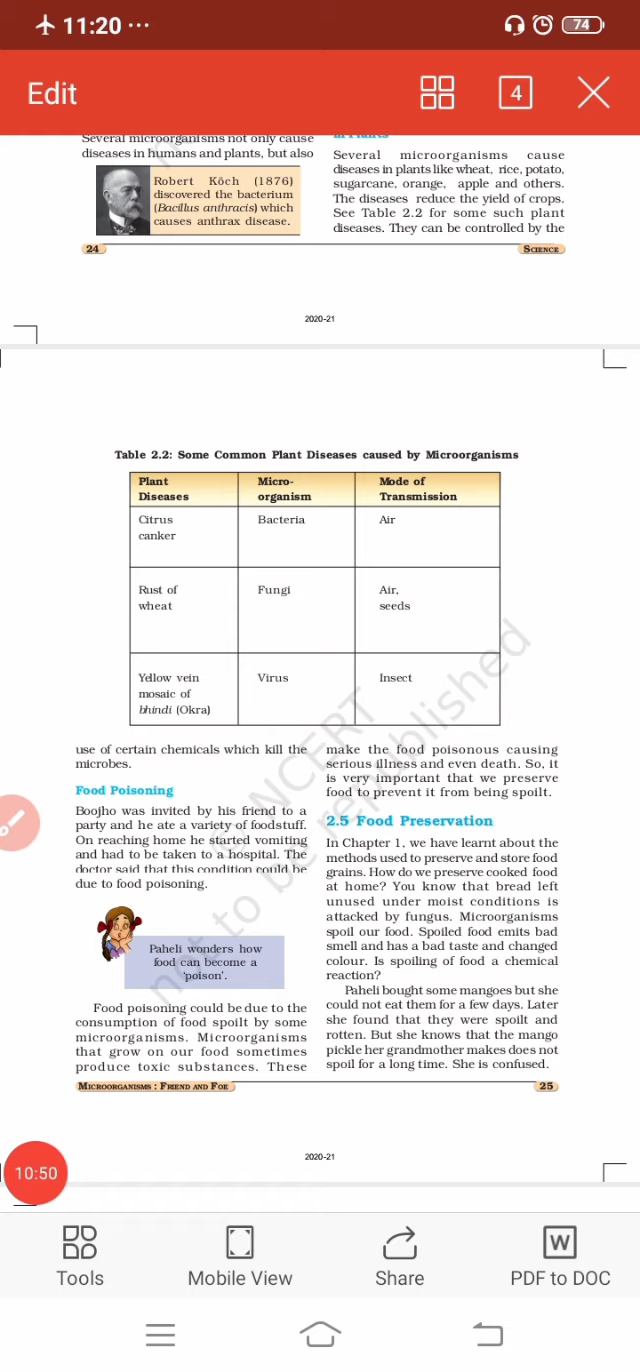 11:20 ...
74
Edit
4
Several microorganisms not only cause
diseases in humans and plants, but also
Robert Köch (1876)
discovered the bacterium
(Bacillus anthracis) which
causes anthrax disease.
in Plants
Several microorganisms cause
diseases in plants like wheat, rice, potato,
sugarcane, orange, apple and others.
The diseases reduce the yield of crops.
See Table 2.2 for some such plant
diseases. They can be controlled by the
24
SCIENCE
2020-21
Table 2.2: Some Common Plant Diseases caused by Microorganisms
Plant
Diseases
Micro-
organism
Mode of
Transmission
Citrus
canker
Bacteria
Air
Rust of
wheat
Fungi
Air,
seeds
Yellow vein
mosaic of
bhindi (Okra)
Virus
Insect
use of certain chemicals which kill the
microbes.
Food Poisoning
Boojho was invited by his friend to a
party and he ate a variety of foodstuff.
On reaching home he started vomiting
and had to be taken to a hospital. The
doctor said that this condition could be
due to food poisoning.
Paheli wonders how
food can become a
‘poison’.
Food poisoning could be due to the
consumption of food spoilt by some
microorganisms. Microorganisms
that grow on our food sometimes
produce toxic substances. These
make the food poisonous causing
serious illness and even death. So, it
is very important that we preserve
food to prevent it from being spoilt.
2.5 Food Preservation
In Chapter 1, we have learnt about the
methods used to preserve and store food
grains. How do we preserve cooked food
at home? You know that bread left
unused under moist conditions is
attacked by fungus. Microorganisms
spoil our food. Spoiled food emits bad
smell and has a bad taste and changed
colour. Is spoiling of food a chemical
reaction?
Paheli bought some mangoes but she
could not eat them for a few days. Later
she found that they were spoilt and
rotten. But she knows that the mango
pickle her grandmother makes does not
spoil for a long time. She is confused.
© NCERT
not to be republished
MICROORGANISMS : FRIEND AND FOE
25
2020-21
10:50
Tools
Mobile View
Share
W
PDF to DOC